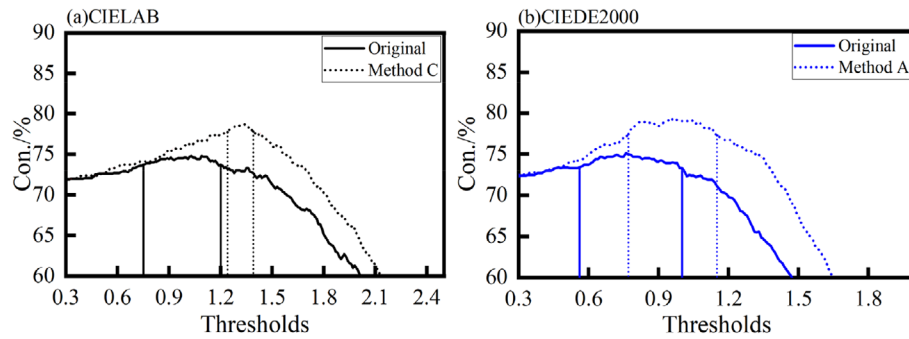 (a)CIELAB
Original
Method C
Con./%
90
85
80
75
70
65
60
0.3 0.6 0.9 1.2 1.5 1.8 2.1 2.4
Thresholds
(b)CIEDE2000
Original
Method A
Con./%
90
85
80
75
70
65
60
0.3 0.6 0.9 1.2 1.5 1.8
Thresholds